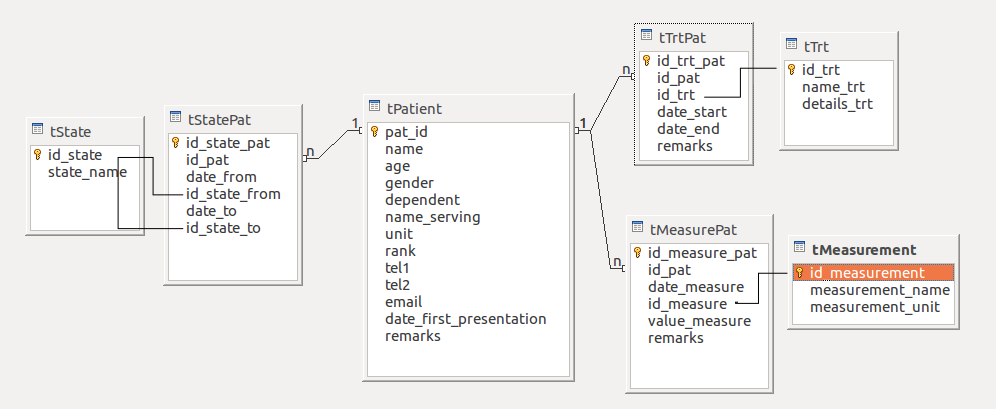 tState
id_state
state_name
tStatePat
id_state_pat
id_pat
date_from
id_state_from
date_to
id_state_to
n
1
tPatient
pat_id
name
age
gender
dependent
name_serving
unit
rank
tel1
tel2
email
date_first_presentation
remarks
1
n
n
tTrtPat
id_trt_pat
id_pat
id_trt
date_start
date_end
remarks
tTrt
id_trt
name_trt
details_trt
tMeasurePat
id_measure_pat
id_pat
date_measure
id_measure
value_measure
remarks
tMeasurement
id_measurement
measurement_name
measurement_unit